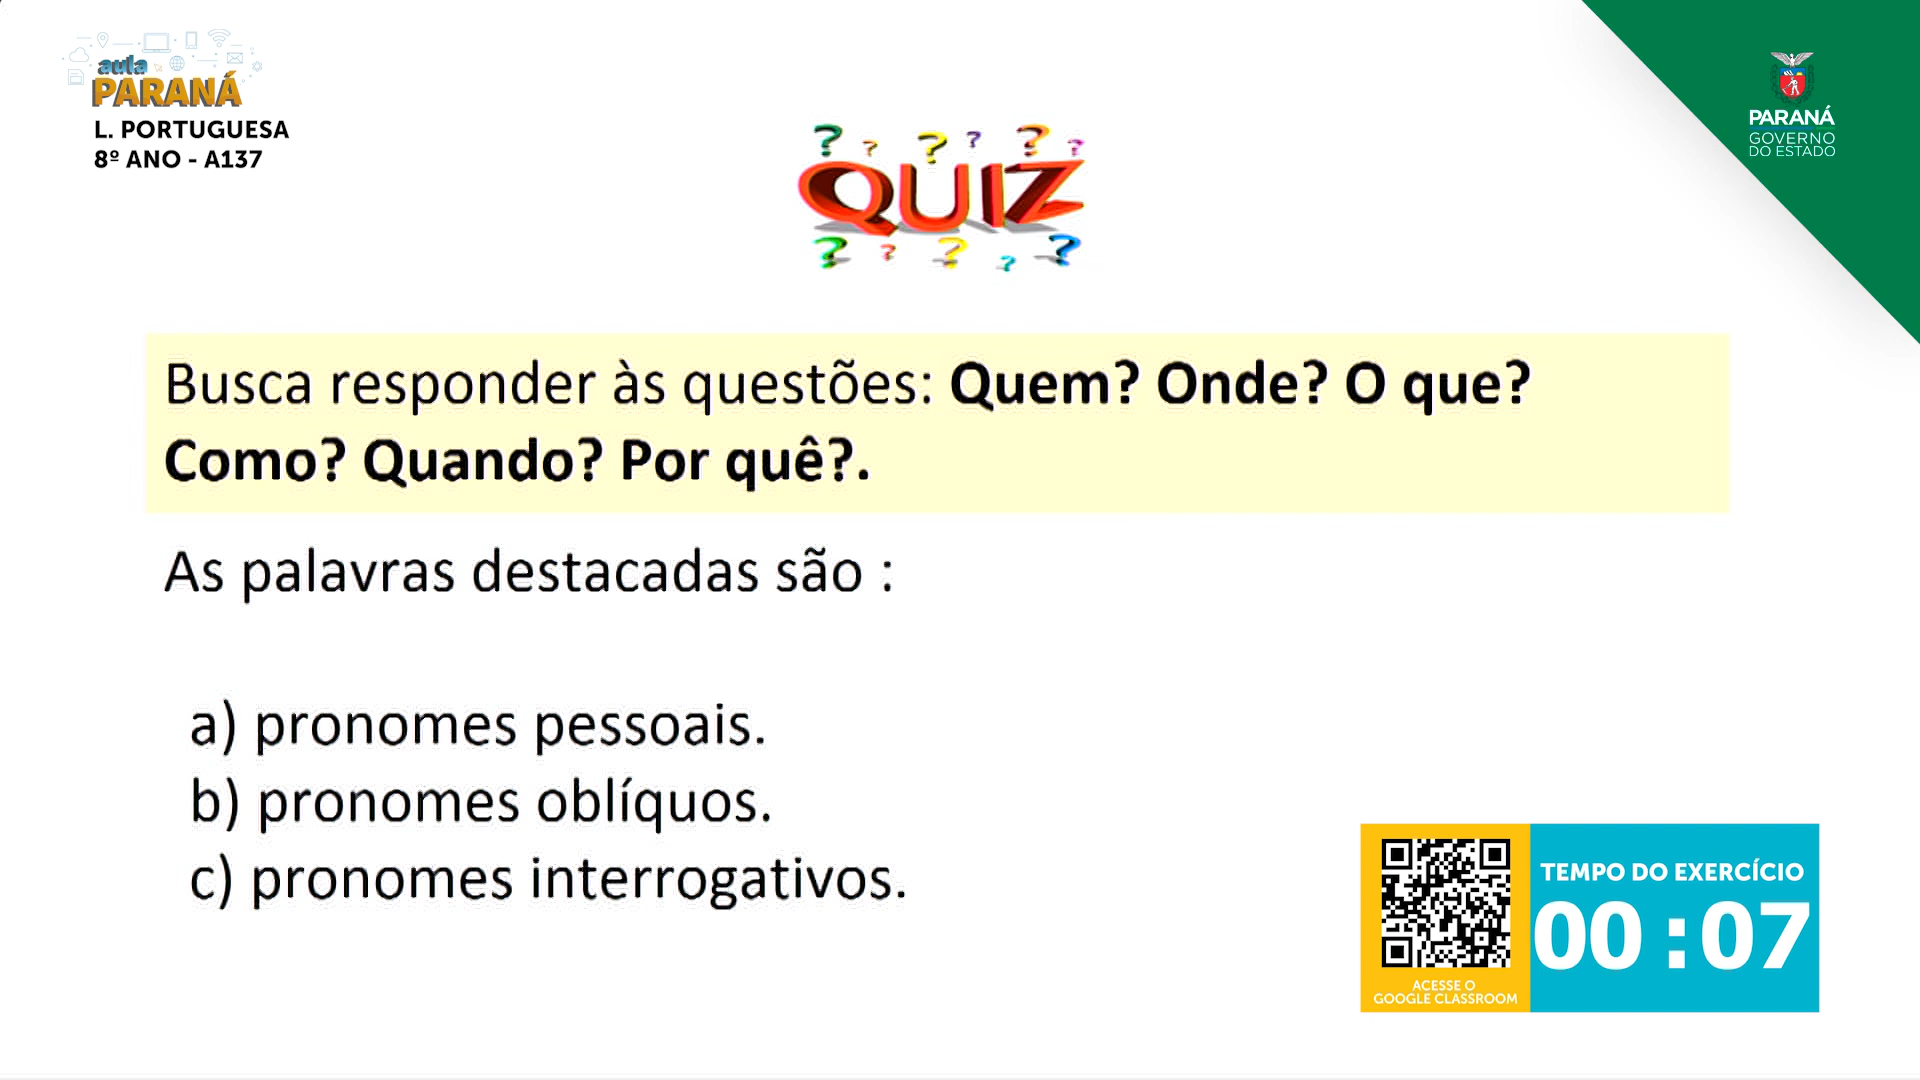 aula
PARANÁ
L. PORTUGUESA
8º ANO - A137
PARANÁ
GOVERNO
DO ESTADO
QUIZ
Busca responder às questões: Quem? Onde? O que?
Como? Quando? Por quê?.
As palavras destacadas são :
a) pronomes pessoais.
b) pronomes oblíquos.
c) pronomes interrogativos.
ACESSE O
GOOGLE CLASSROOM
TEMPO DO EXERCÍCIO
00 : 07